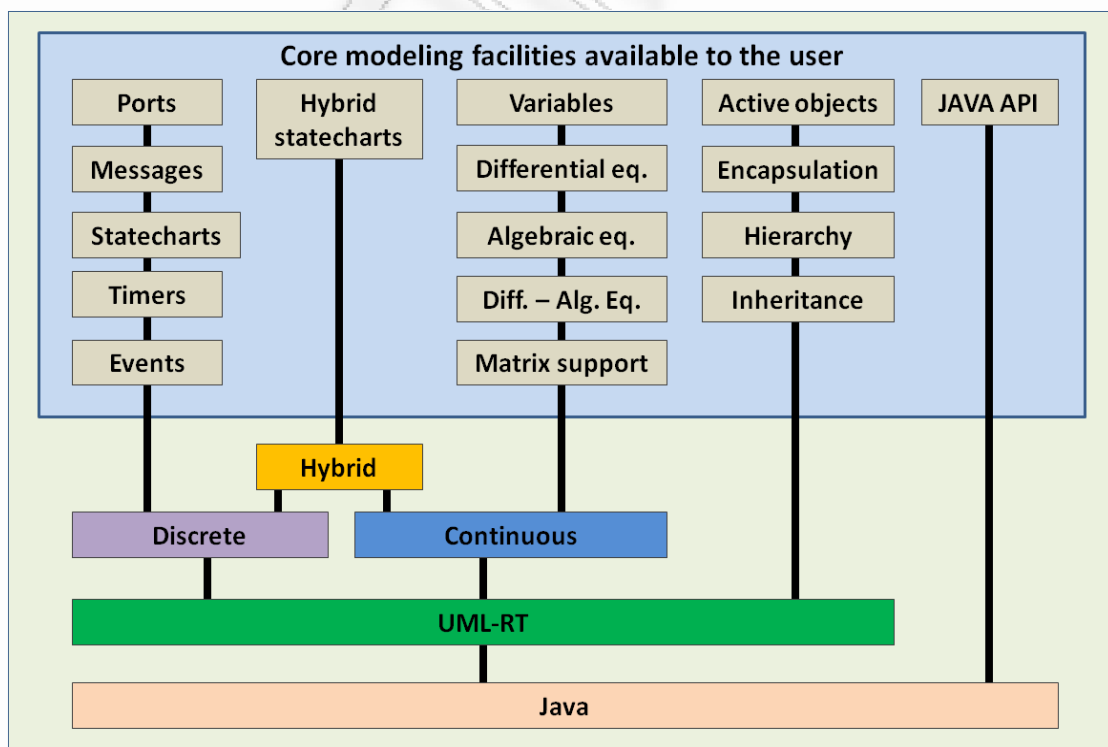 Core modeling facilities available to the user
Ports
Hybrid
statecharts
Variables
Active objects
JAVA API
Messages
Differential eq.
Encapsulation
Statecharts
Algebraic eq.
Hierarchy
Timers
Diff. – Alg. Eq.
Inheritance
Events
Matrix support
Hybrid
Discrete
Continuous
UML-RT
Java